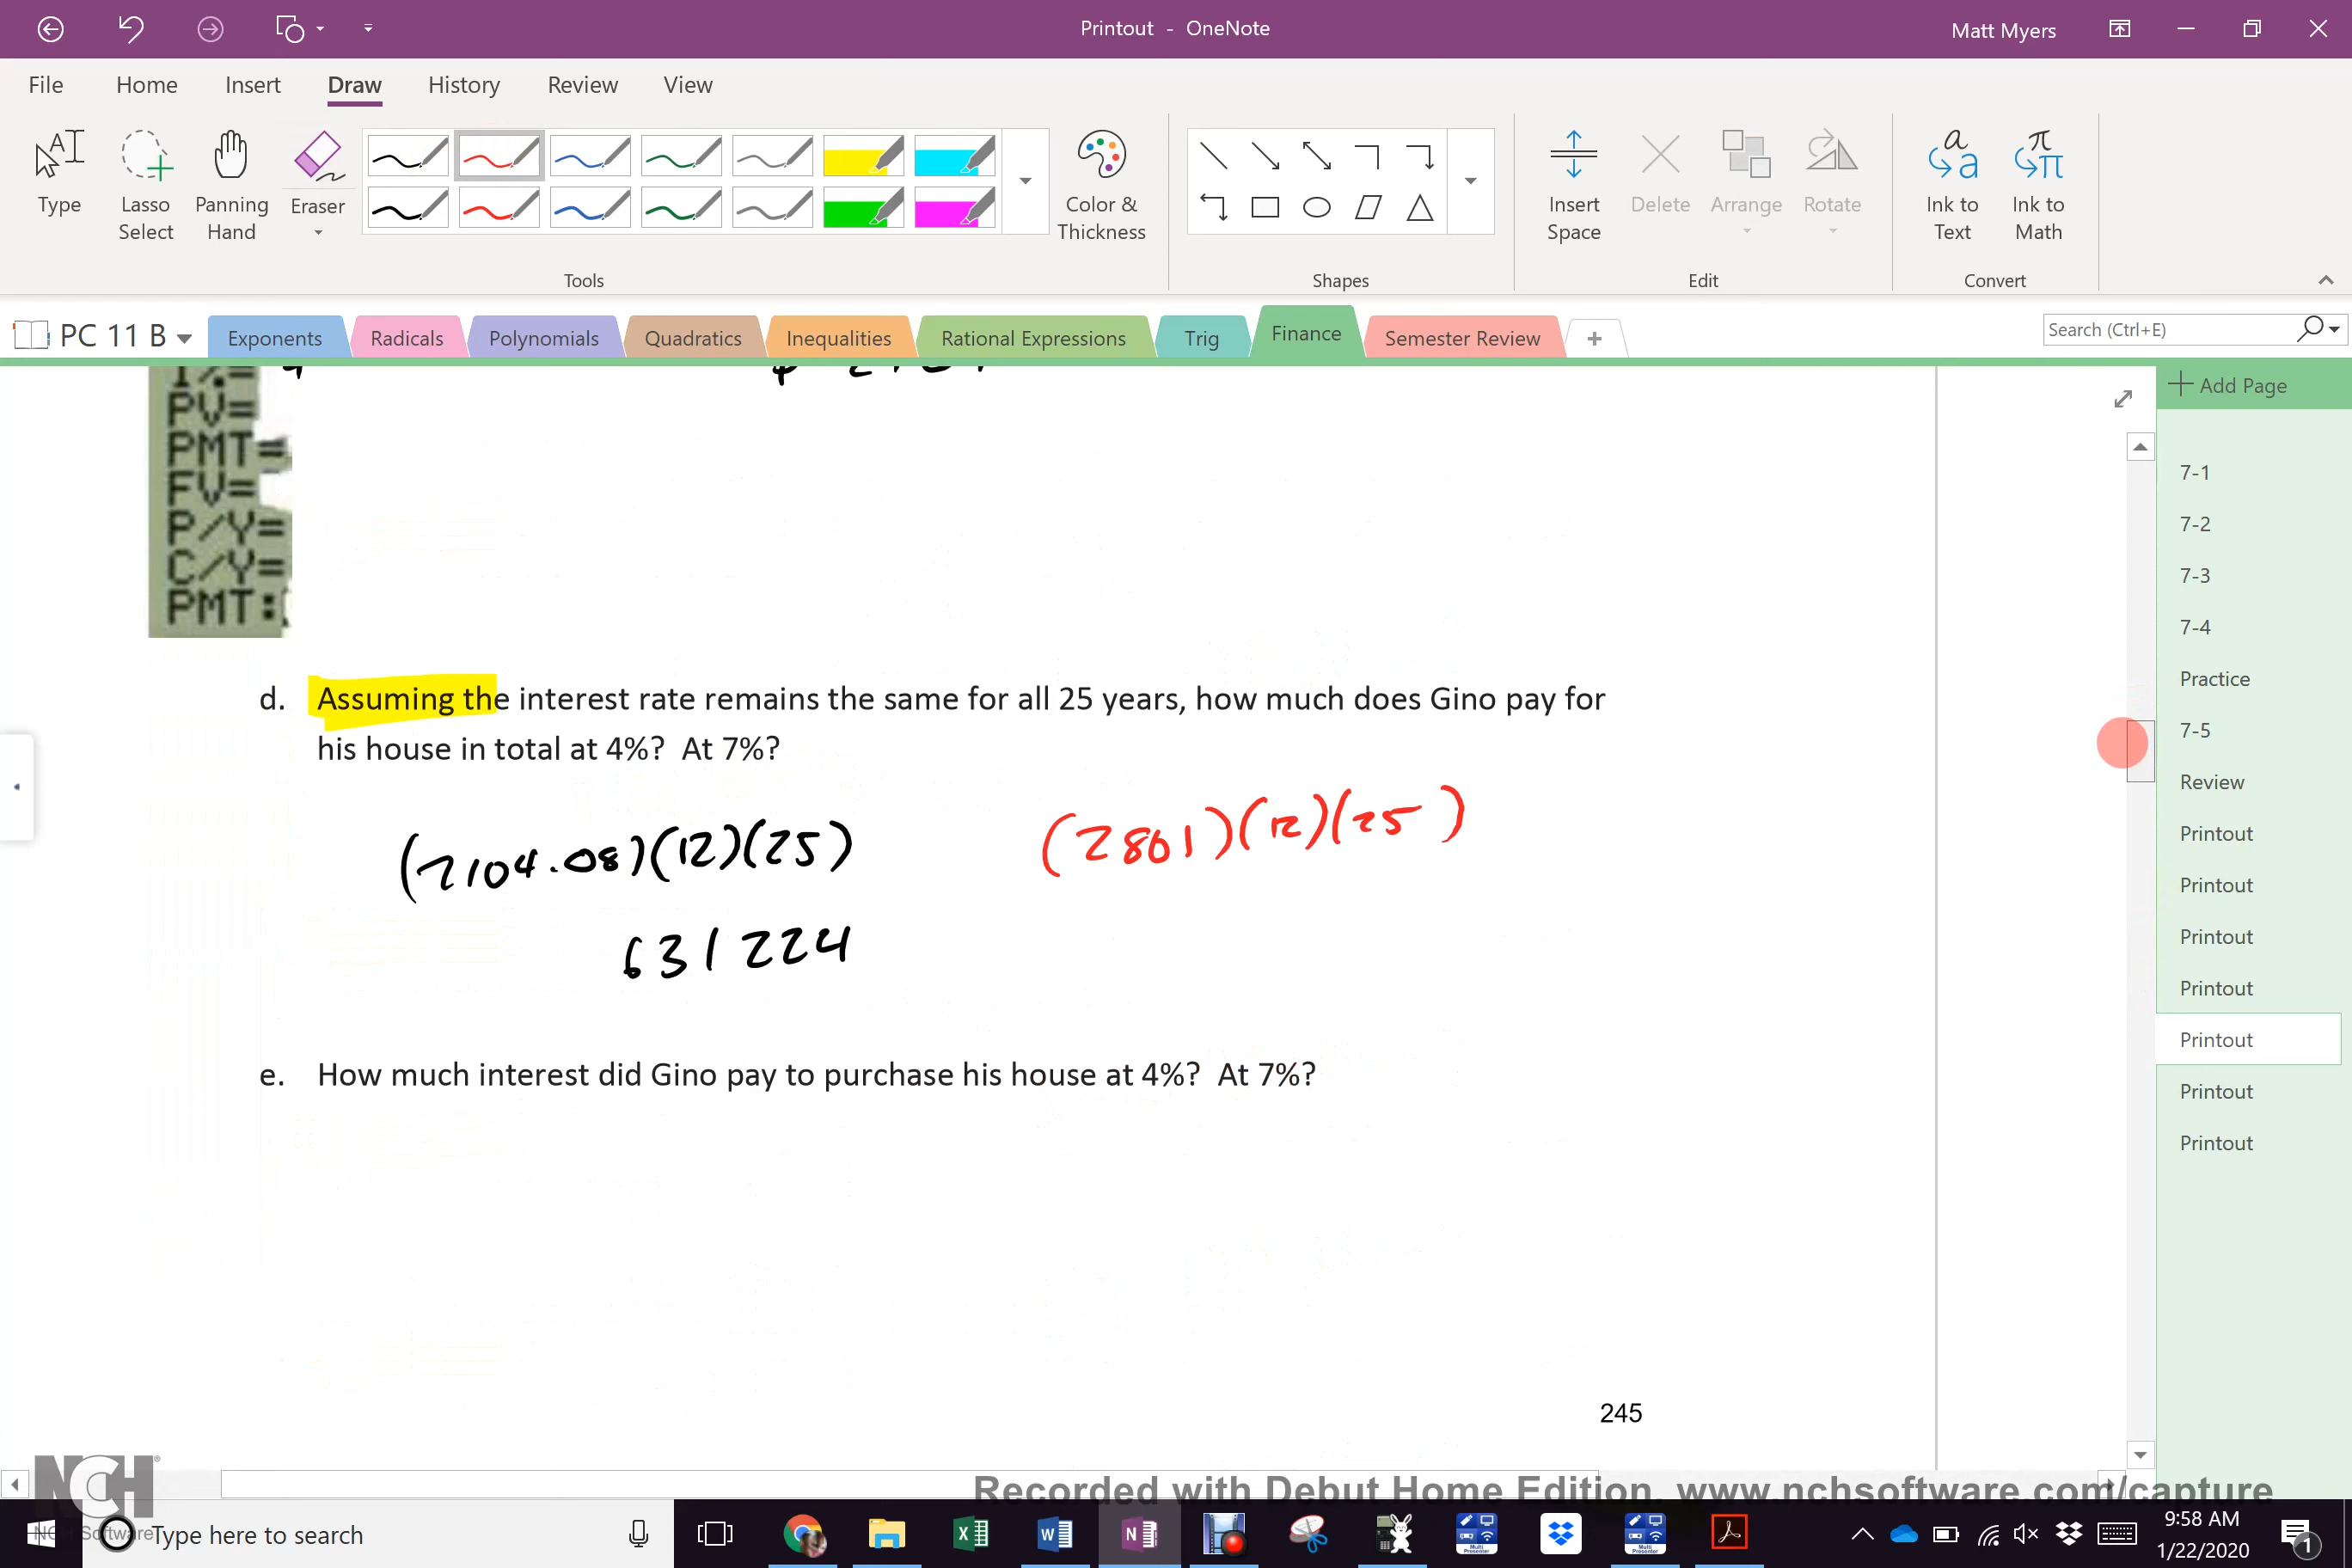 Printout - OneNote
Matt Myers
File Home Insert Draw History Review View
Type
Lasso Select
Panning Hand
Eraser
Color & Thickness
Insert Space
Delete
Arrange
Rotate
Ink to Text
Ink to Math
Tools
Shapes
Edit
Convert
PC 11 B
Exponents Radicals Polynomials Quadratics Inequalities Rational Expressions Trig Finance Semester Review
Search (Ctrl+E)
Add Page
PV=
PMT=
FV=
P/Y=
C/Y=
PMT:
d. Assuming the interest rate remains the same for all 25 years, how much does Gino pay for
his house in total at 4%? At 7%?
(2104.08)(12)(25)
(2801)(12)(25)
631224
e. How much interest did Gino pay to purchase his house at 4%? At 7%?
245
7-1
7-2
7-3
7-4
Practice
7-5
Review
Printout
Printout
Printout
Printout
Printout
Printout
Printout
NCH
NCH Software
Recorded with Debut Home Edition. www.nchsoftware.com/capture
Type here to search
9:58 AM
1/22/2020
1